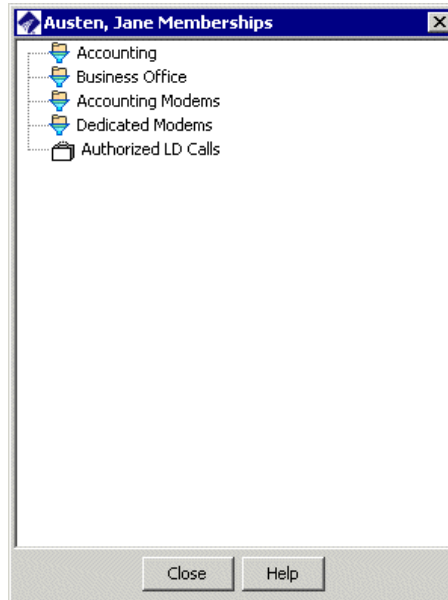 Austen, Jane Memberships
Accounting
Business Office
Accounting Modems
Dedicated Modems
Authorized LD Calls
Close Help